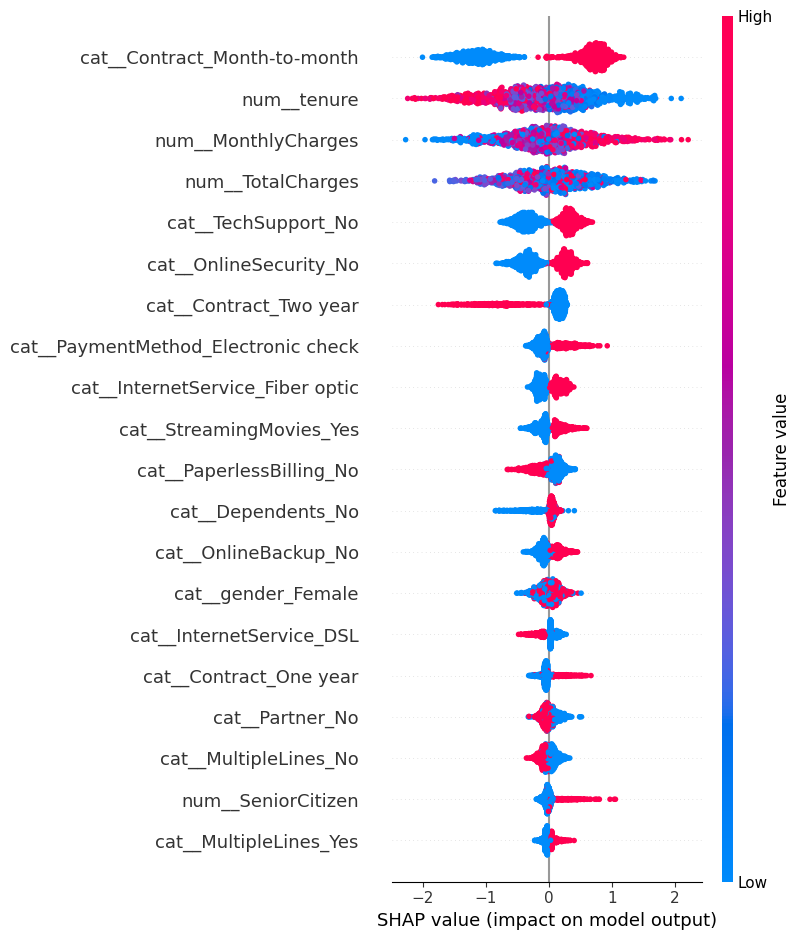 High
cat__Contract_Month-to-month
num__tenure
num__MonthlyCharges
num__TotalCharges
cat__TechSupport_No
cat__OnlineSecurity_No
cat__Contract_Two year
cat__PaymentMethod_Electronic check
cat__InternetService_Fiber optic
cat__StreamingMovies_Yes
cat__PaperlessBilling_No
cat__Dependents_No
cat__OnlineBackup_No
cat__gender_Female
cat__InternetService_DSL
cat__Contract_One year
cat__Partner_No
cat__MultipleLines_No
num__SeniorCitizen
cat__MultipleLines_Yes
Feature value
Low
−2 −1 0 1 2
SHAP value (impact on model output)